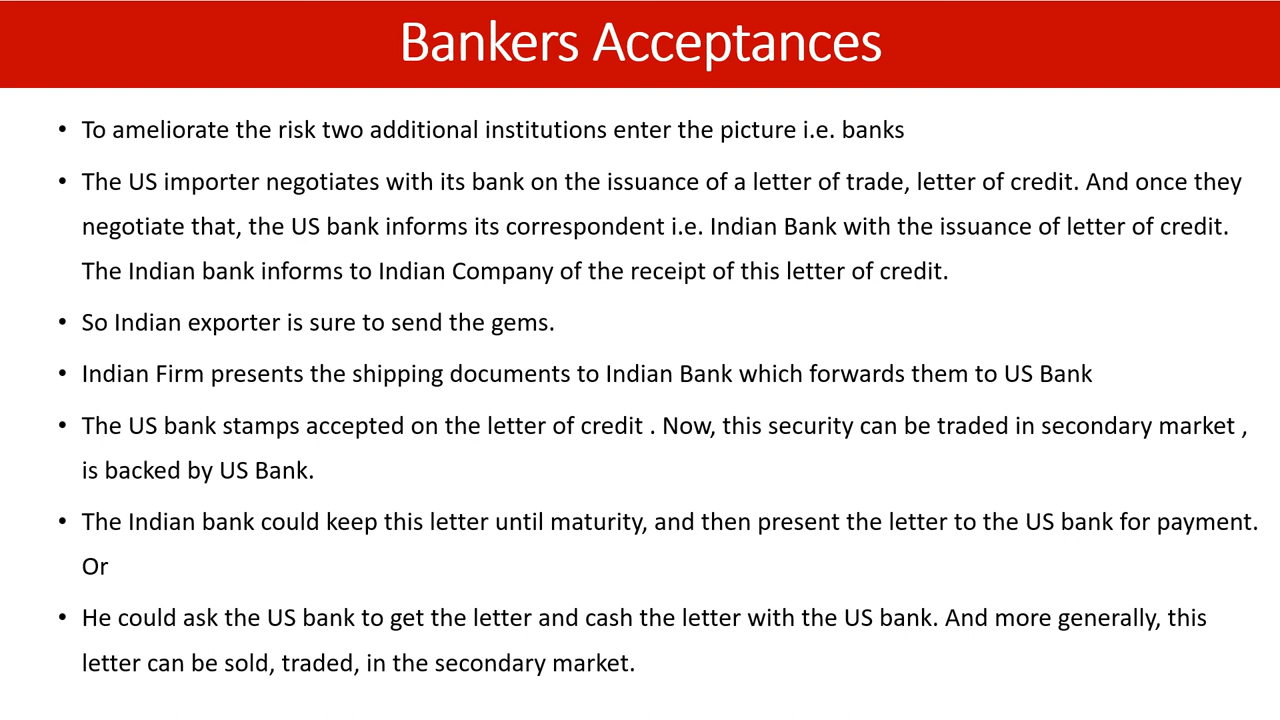 Bankers Acceptances
• To ameliorate the risk two additional institutions enter the picture i.e. banks
• The US importer negotiates with its bank on the issuance of a letter of trade, letter of credit. And once they
negotiate that, the US bank informs its correspondent i.e. Indian Bank with the issuance of letter of credit.
The Indian bank informs to Indian Company of the receipt of this letter of credit.
• So Indian exporter is sure to send the gems.
• Indian Firm presents the shipping documents to Indian Bank which forwards them to US Bank
• The US bank stamps accepted on the letter of credit . Now, this security can be traded in secondary market ,
is backed by US Bank.
• The Indian bank could keep this letter until maturity, and then present the letter to the US bank for payment.
Or
• He could ask the US bank to get the letter and cash the letter with the US bank. And more generally, this
letter can be sold, traded, in the secondary market.